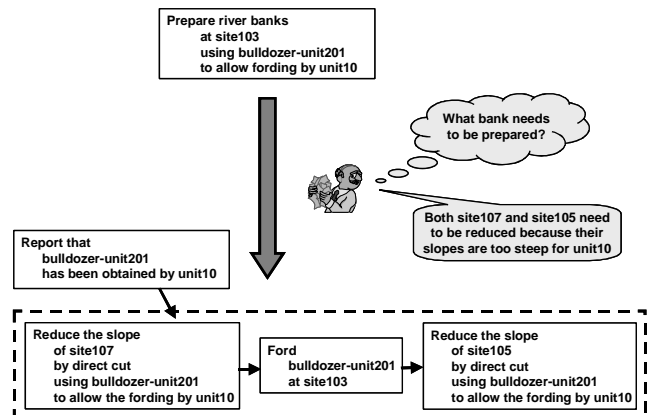 Prepare river banks
at site103
using bulldozer-unit201
to allow fording by unit10
What bank needs
to be prepared?
Both site107 and site105 need
to be reduced because their
slopes are too steep for unit10
Report that
bulldozer-unit201
has been obtained by unit10
Reduce the slope
of site107
by direct cut
using bulldozer-unit201
to allow the fording by unit10
Ford
bulldozer-unit201
at site103
Reduce the slope
of site105
by direct cut
using bulldozer-unit201
to allow the fording by unit10